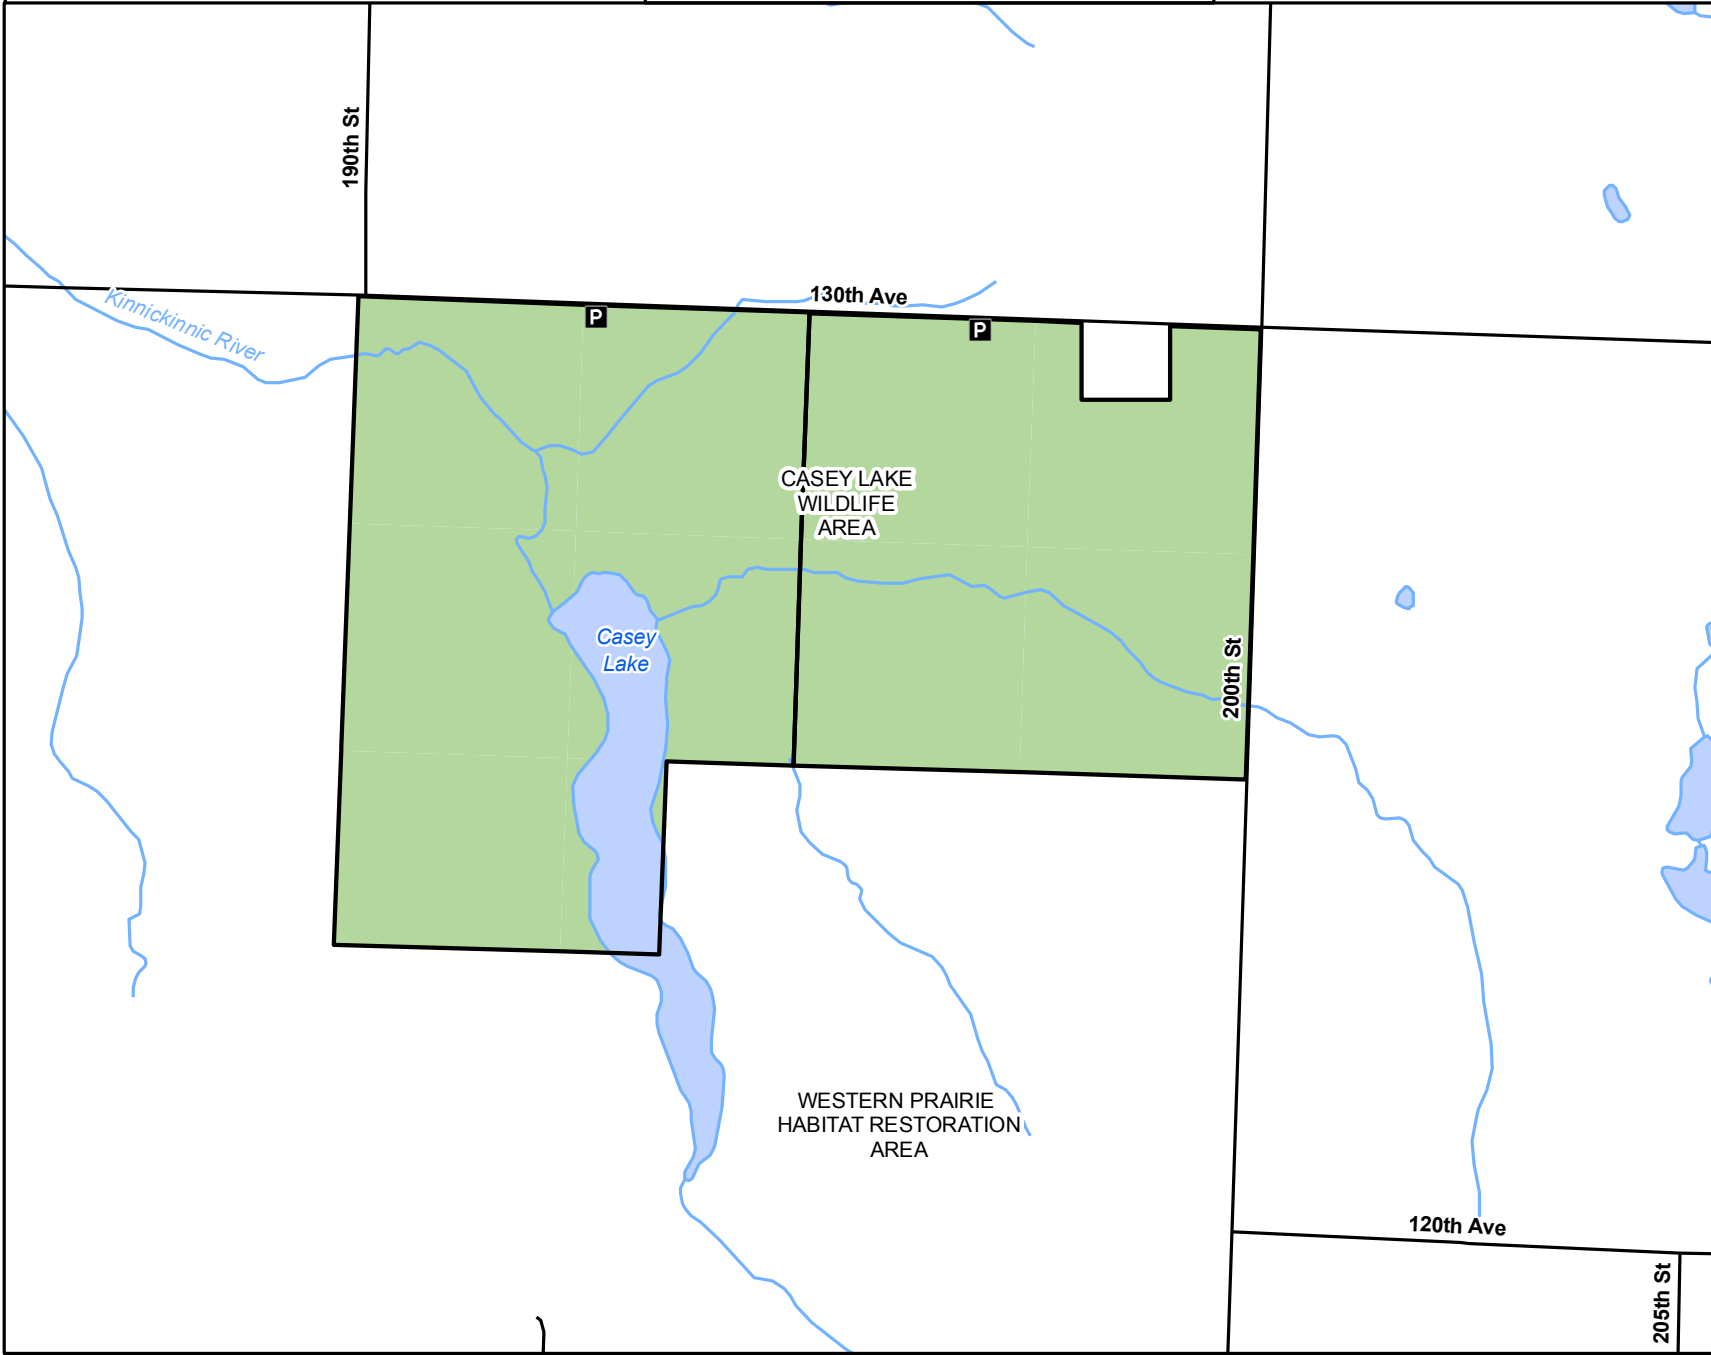 190th St
130th Ave
Kinnickinnic River
P
P
CASEY LAKE
WILDLIFE
AREA
Casey
Lake
200th St
WESTERN PRAIRIE
HABITAT RESTORATION
AREA
120th Ave
205th St